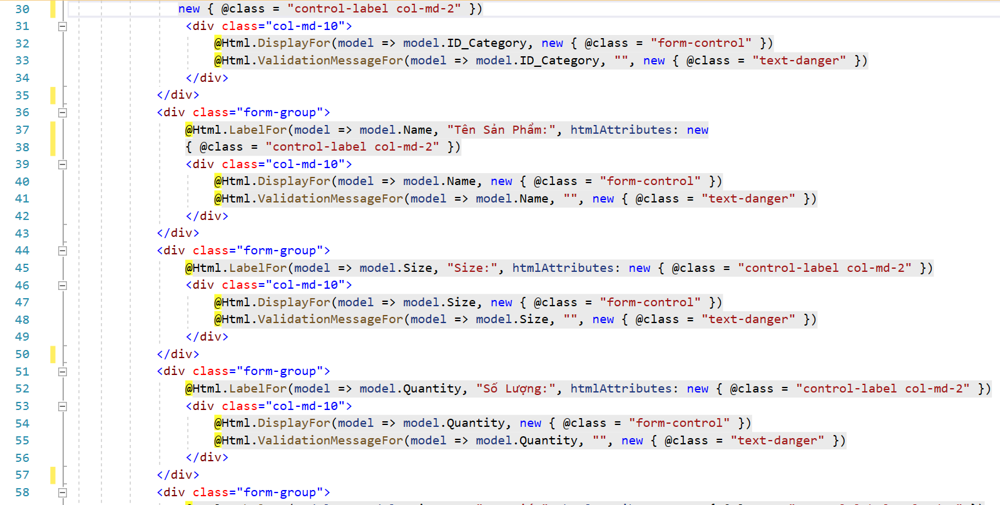 30 new { @class = "control-label col-md-2" })
31 <div class="col-md-10">
32 @Html.DisplayFor(model => model.ID_Category, new { @class = "form-control" })
33 @Html.ValidationMessageFor(model => model.ID_Category, "", new { @class = "text-danger" })
34 </div>
35 </div>
36 <div class="form-group">
37 @Html.LabelFor(model => model.Name, "Tên Sản Phẩm:", htmlAttributes: new
38 { @class = "control-label col-md-2" })
39 <div class="col-md-10">
40 @Html.DisplayFor(model => model.Name, new { @class = "form-control" })
41 @Html.ValidationMessageFor(model => model.Name, "", new { @class = "text-danger" })
42 </div>
43 </div>
44 <div class="form-group">
45 @Html.LabelFor(model => model.Size, "Size:", htmlAttributes: new { @class = "control-label col-md-2" })
46 <div class="col-md-10">
47 @Html.DisplayFor(model => model.Size, new { @class = "form-control" })
48 @Html.ValidationMessageFor(model => model.Size, "", new { @class = "text-danger" })
49 </div>
50 </div>
51 <div class="form-group">
52 @Html.LabelFor(model => model.Quantity, "Số Lượng:", htmlAttributes: new { @class = "control-label col-md-2" })
53 <div class="col-md-10">
54 @Html.DisplayFor(model => model.Quantity, new { @class = "form-control" })
55 @Html.ValidationMessageFor(model => model.Quantity, "", new { @class = "text-danger" })
56 </div>
57 </div>
58 <div class="form-group">